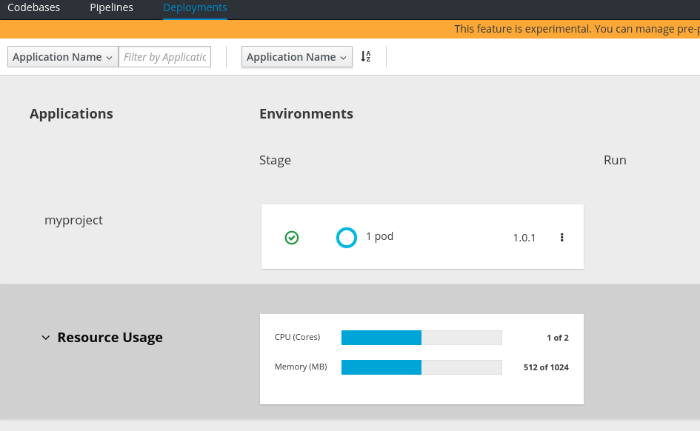 Codebases Pipelines Deployments
This feature is experimental. You can manage pre-p
Application Name Filter by Applicatic Application Name
Applications Environments
Stage Run
myproject 1 pod 1.0.1
Resource Usage
CPU (Cores) 1 of 2
Memory (MB) 512 of 1024